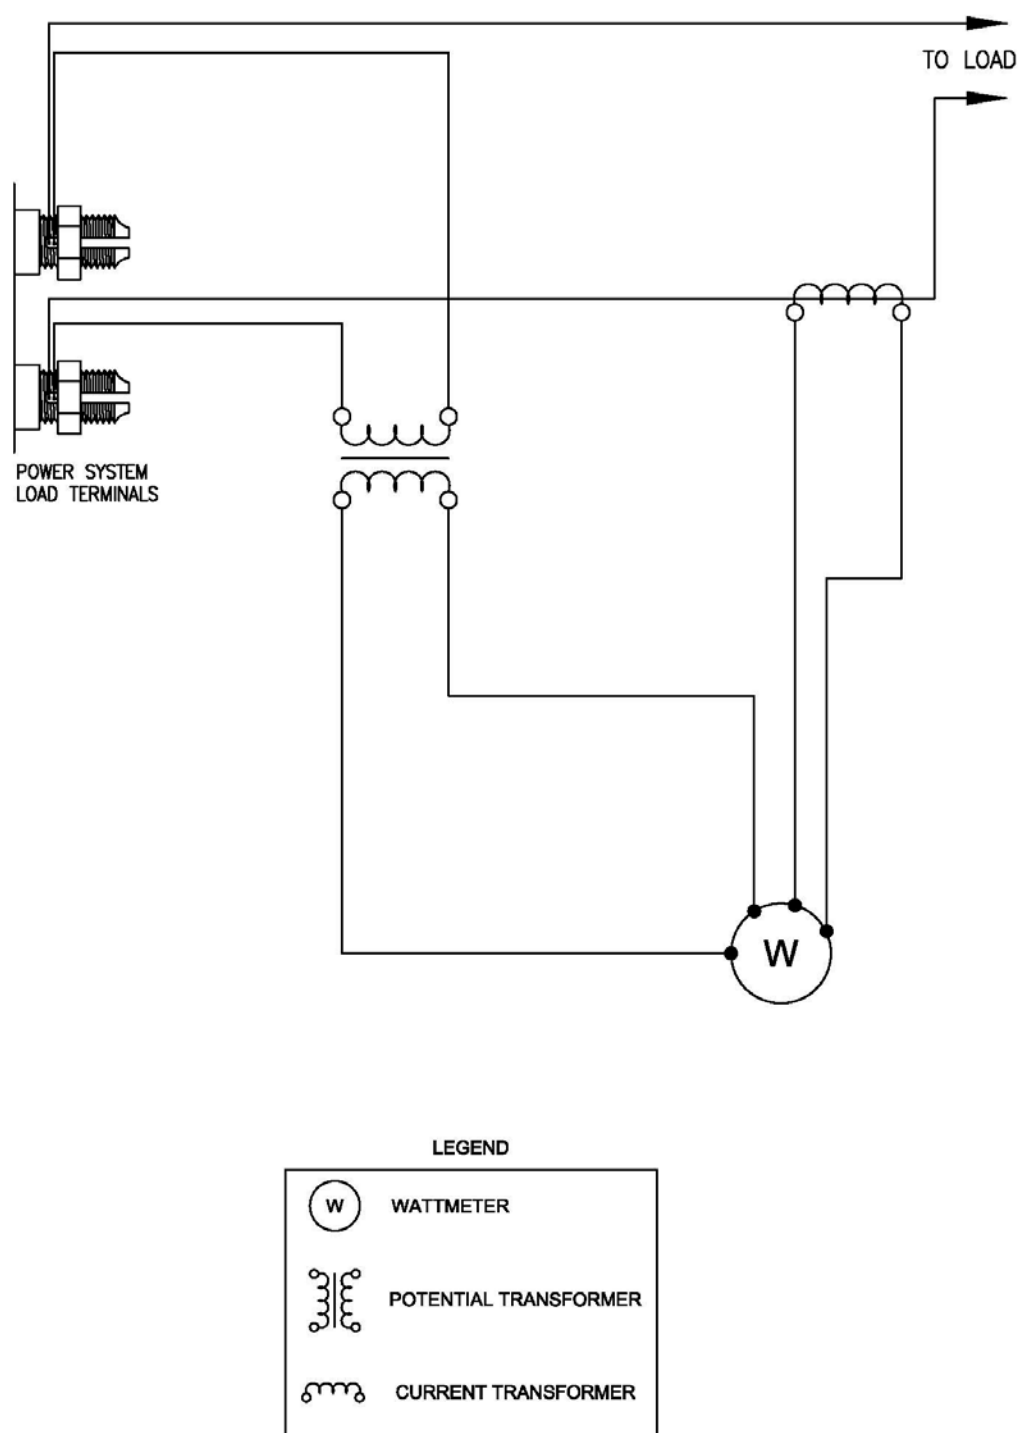 TO LOAD
POWER SYSTEM
LOAD TERMINALS
W
LEGEND
W WATTMETER
POTENTIAL TRANSFORMER
CURRENT TRANSFORMER